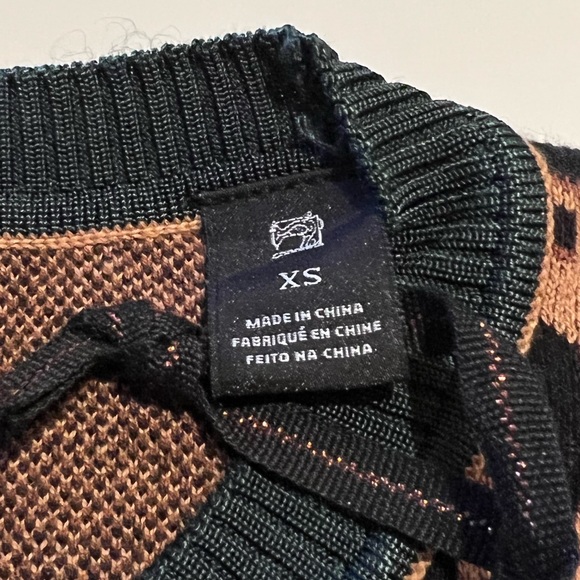 XS
MADE IN CHINA
FABRIQUÉ EN CHINE
FEITO NA CHINA